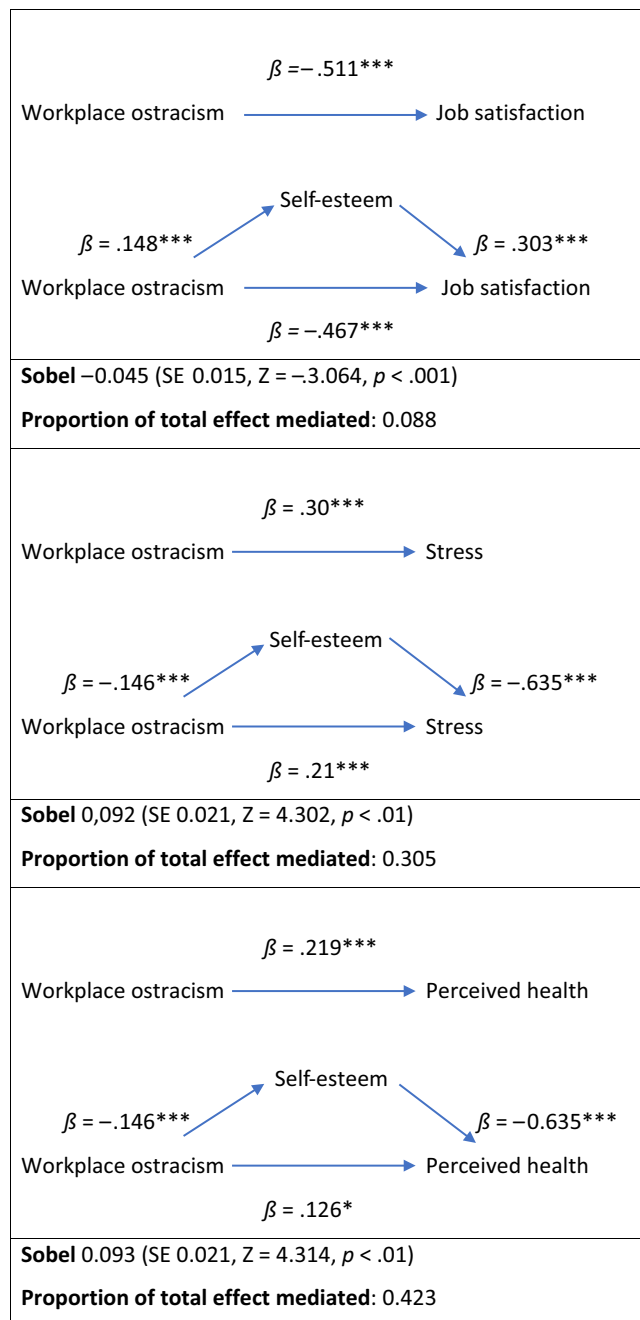 ß =– .511***
Workplace ostracism Job satisfaction
Self-esteem
ß = .148*** ß = .303***
Workplace ostracism Job satisfaction
ß = –.467***
Sobel –0.045 (SE 0.015, Z = –.3.064, p < .001)
Proportion of total effect mediated: 0.088
ß = .30***
Workplace ostracism Stress
Self-esteem
ß = –.146*** ß = –.635***
Workplace ostracism Stress
ß = .21***
Sobel 0,092 (SE 0.021, Z = 4.302, p < .01)
Proportion of total effect mediated: 0.305
ß = .219***
Workplace ostracism Perceived health
Self-esteem
ß = –.146*** ß = –0.635***
Workplace ostracism Perceived health
ß = .126*
Sobel 0.093 (SE 0.021, Z = 4.314, p < .01)
Proportion of total effect mediated: 0.423